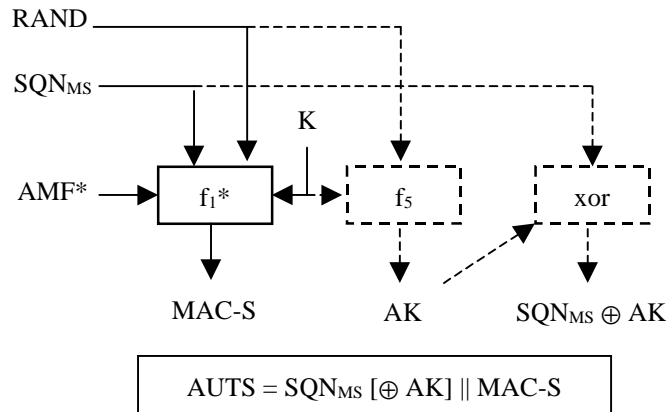 RAND
SQN_MS
K
AMF* f₁* f₅ xor
MAC-S AK SQN_MS ⊕ AK
AUTS = SQN_MS [⊕ AK] || MAC-S